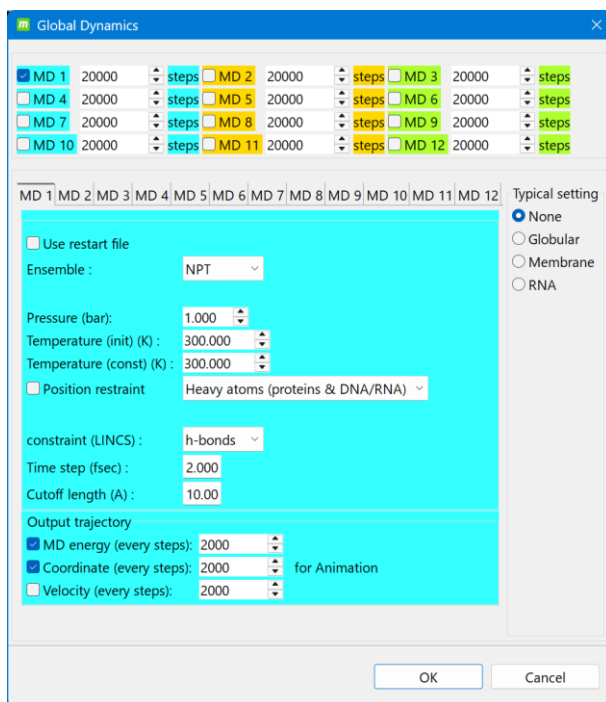 m Global Dynamics
MD 1 20000 steps MD 2 20000 steps MD 3 20000 steps
MD 4 20000 steps MD 5 20000 steps MD 6 20000 steps
MD 7 20000 steps MD 8 20000 steps MD 9 20000 steps
MD 10 20000 steps MD 11 20000 steps MD 12 20000 steps
MD 1 MD 2 MD 3 MD 4 MD 5 MD 6 MD 7 MD 8 MD 9 MD 10 MD 11 MD 12
Typical setting
None
Globular
Membrane
RNA
Use restart file
Ensemble : NPT
Pressure (bar): 1.000
Temperature (init) (K) : 300.000
Temperature (const) (K) : 300.000
Position restraint Heavy atoms (proteins & DNA/RNA)
constraint (LINCS) : h-bonds
Time step (fsec) : 2.000
Cutoff length (A) : 10.00
Output trajectory
MD energy (every steps): 2000
Coordinate (every steps): 2000 for Animation
Velocity (every steps): 2000
OK Cancel